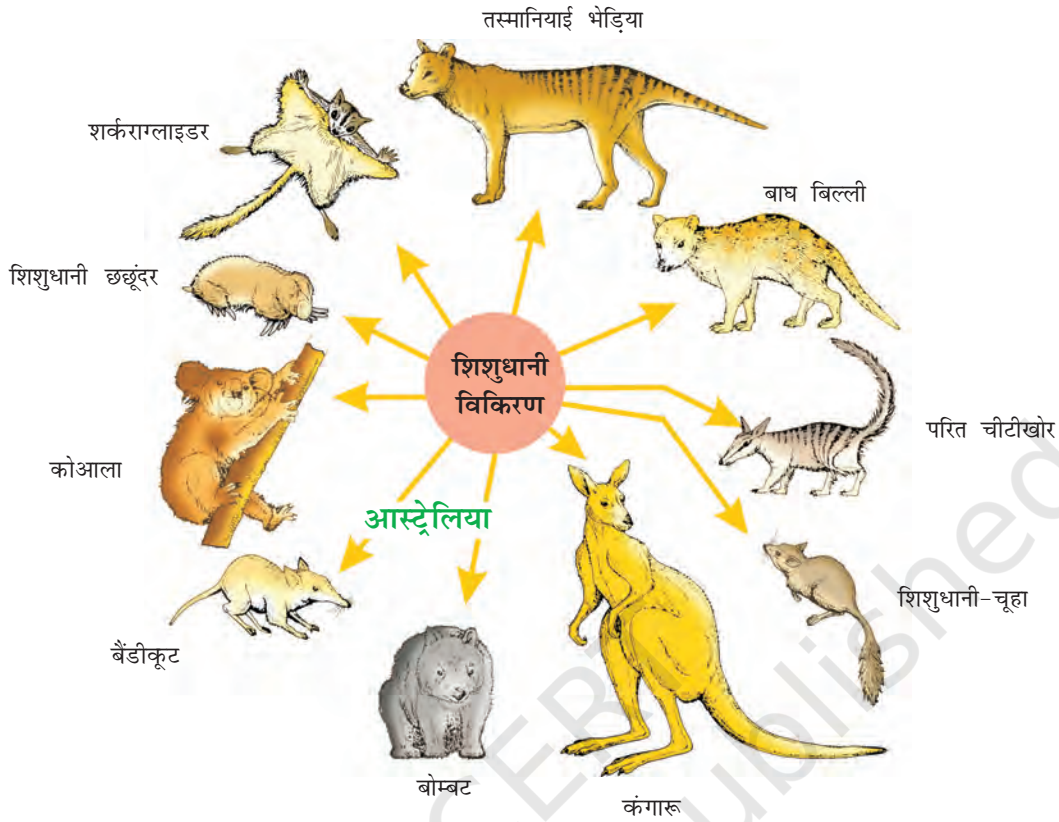 तस्मानियाई भेड़िया
शर्कराग्लाइडर
बाघ बिल्ली
शिशुधानी छछूंदर
शिशुधानी
विकिरण
परित चीटीखोर
कोआला
आस्ट्रेलिया
शिशुधानी-चूहा
बैंडीकूट
बोम्बट
कंगारू